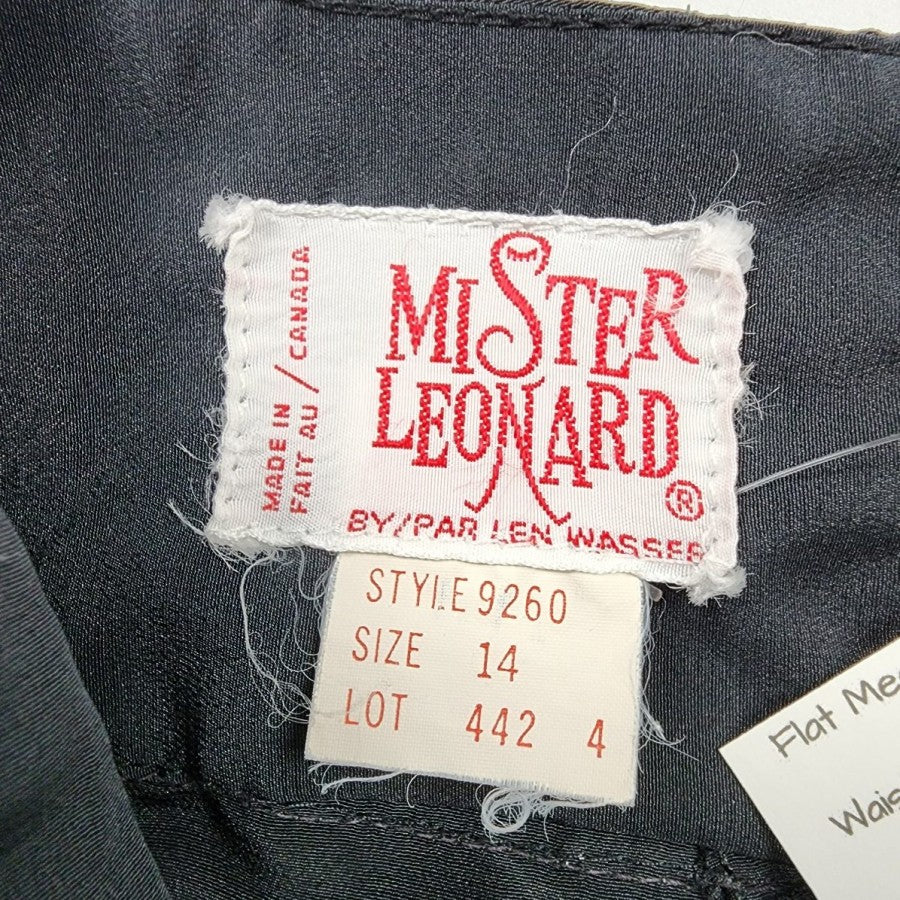 MADE IN / CANADA
FAIT AU
MISTER
LEONARD
®
BY/PAR LEN WASSER
STYLE 9260
SIZE 14
LOT 442 4
Flat
Wais